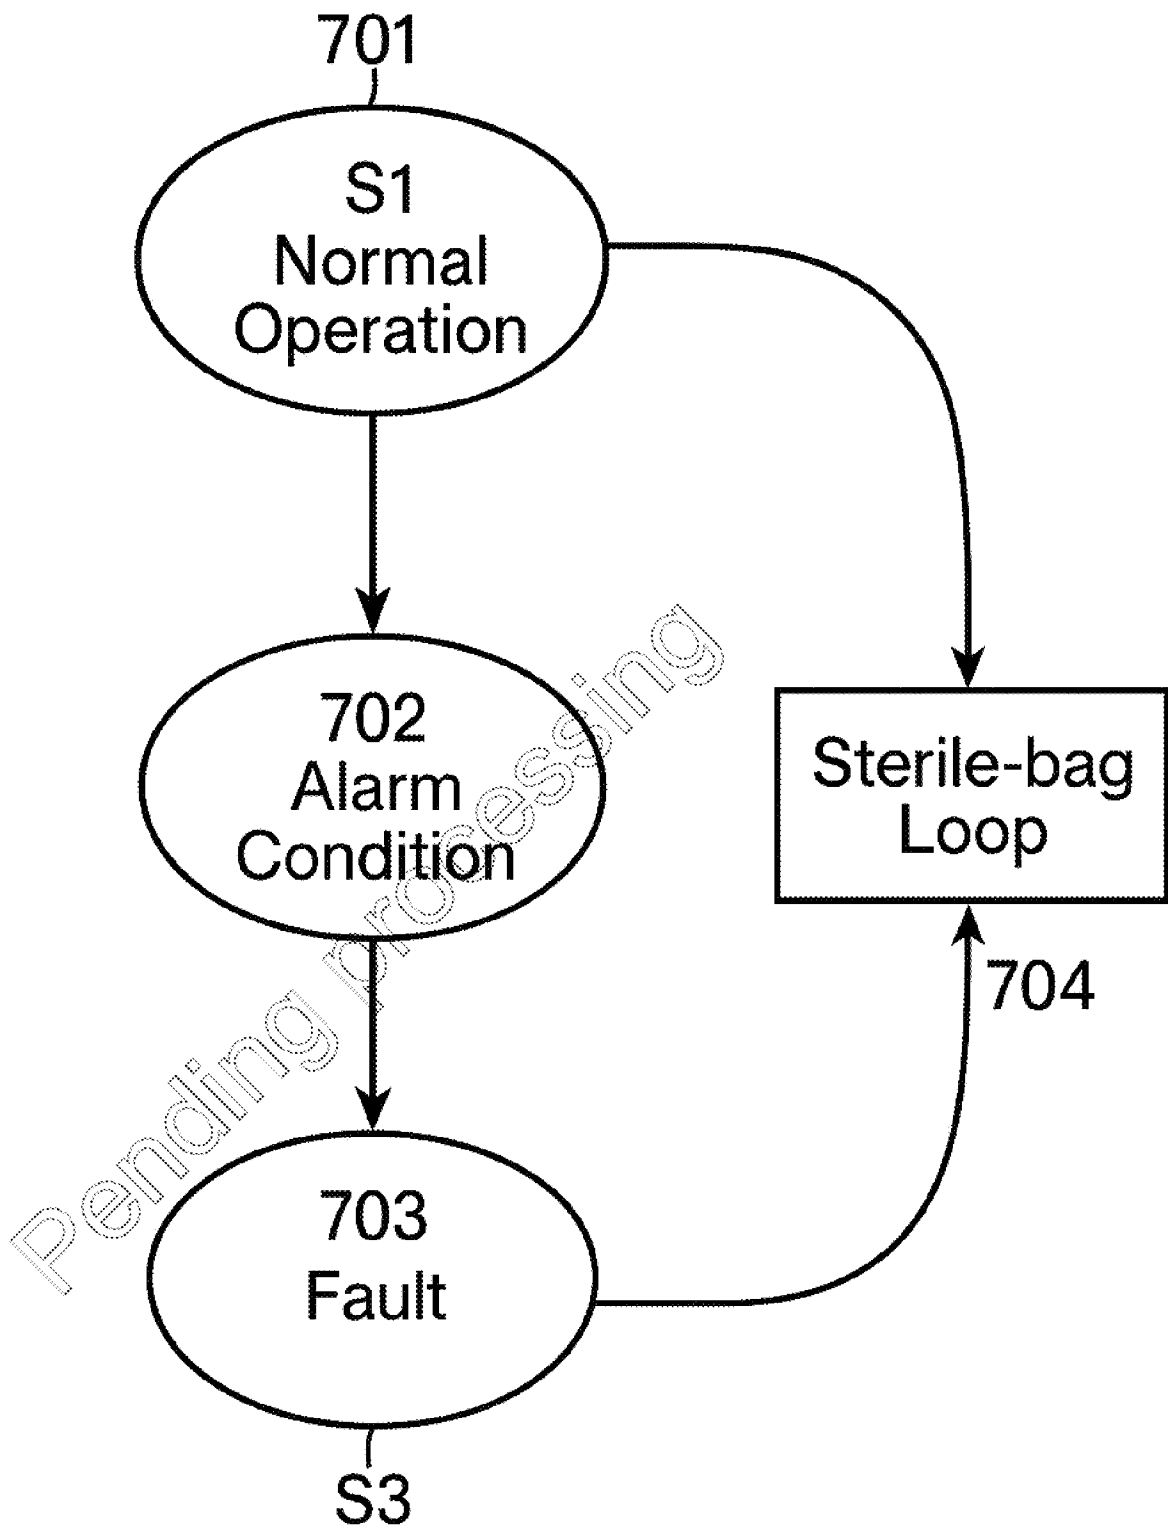 701
S1
Normal
Operation
702
Alarm
Condition
Sterile-bag
Loop
704
703
Fault
S3
Pending processing